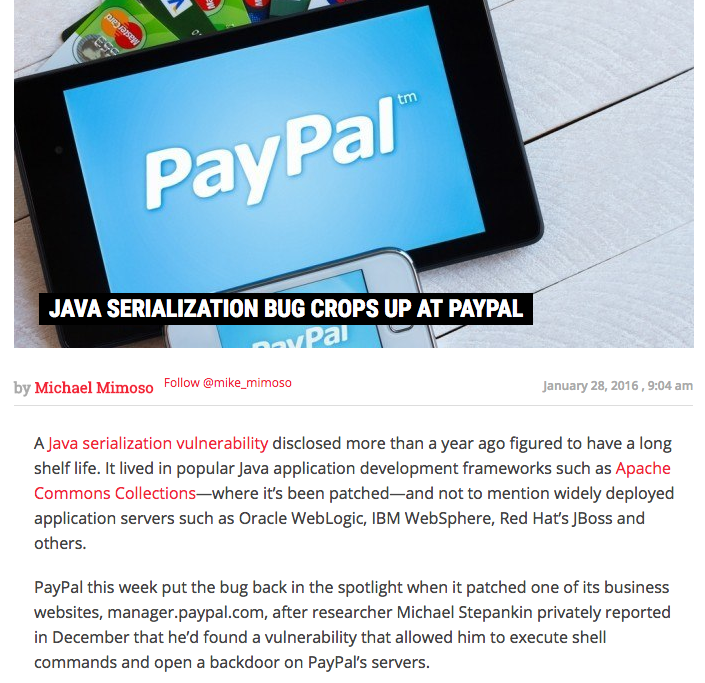 MasterCard
PayPal™
JAVA SERIALIZATION BUG CROPS UP AT PAYPAL
PayPal
by Michael Mimoso Follow @mike_mimoso January 28, 2016 , 9:04 am
A Java serialization vulnerability disclosed more than a year ago figured to have a long
shelf life. It lived in popular Java application development frameworks such as Apache
Commons Collections—where it’s been patched—and not to mention widely deployed
application servers such as Oracle WebLogic, IBM WebSphere, Red Hat’s JBoss and
others.
PayPal this week put the bug back in the spotlight when it patched one of its business
websites, manager.paypal.com, after researcher Michael Stepankin privately reported
in December that he’d found a vulnerability that allowed him to execute shell
commands and open a backdoor on PayPal’s servers.